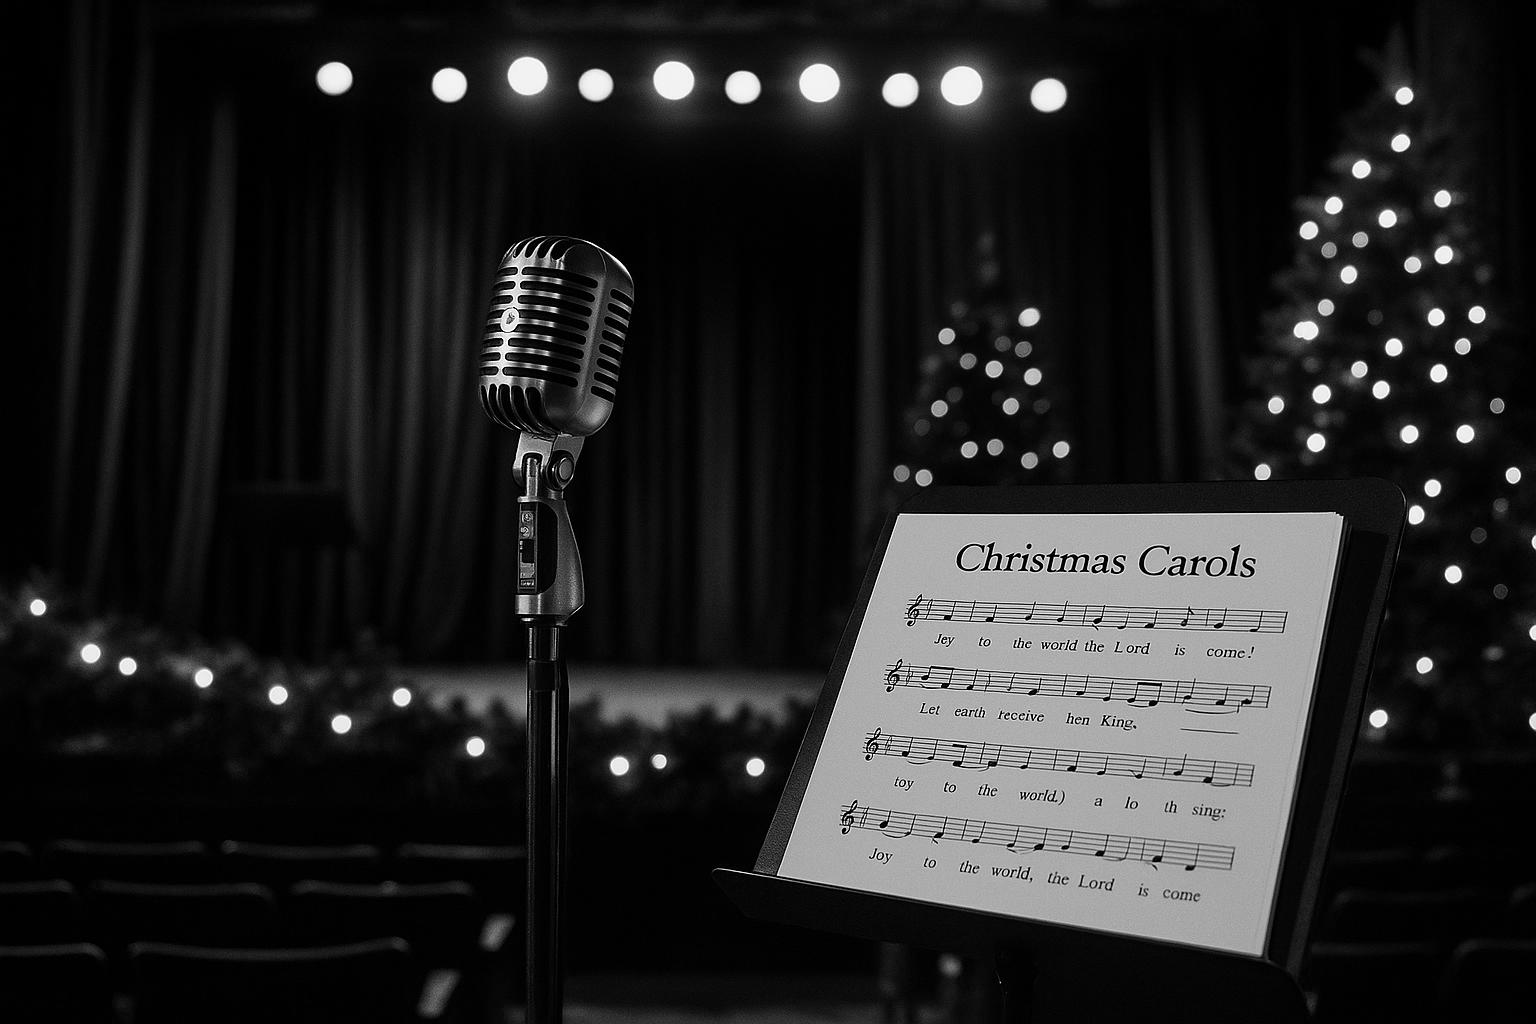 Christmas Carols
Jey to the world the Lord is come!
Let earth receive hen King.
toy to the world.) a lo th sing:
Joy to the world, the Lord is come